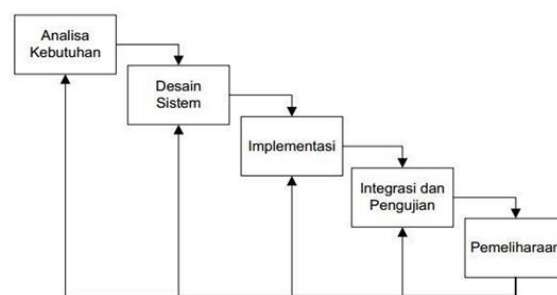 Analisa
Kebutuhan
Desain
Sistem
Implementasi
Integrasi dan
Pengujian
Pemeliharaan